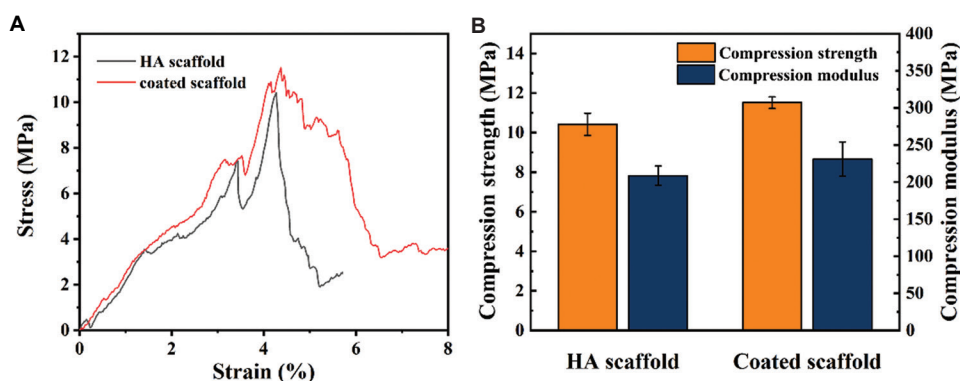 A
HA scaffold
coated scaffold
Stress (MPa)
12
10
8
6
4
2
0
0
2
4
6
8
Strain (%)
B
Compression strength
Compression modulus
Compression strength (MPa)
14
12
10
8
6
4
2
0
HA scaffold
Coated scaffold
400
350
300
250
200
150
100
50
0
Compression modulus (MPa)